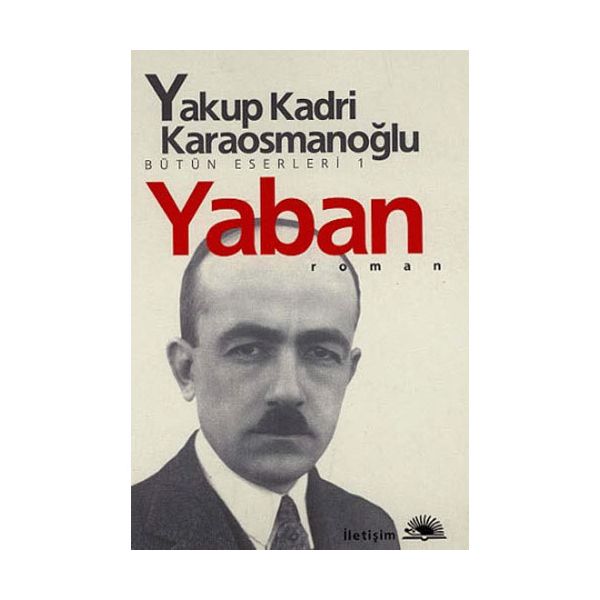 Yakup Kadri
Karaosmanoğlu
BÜTÜN ESERLERİ 1
Yaban
roman
İletişim